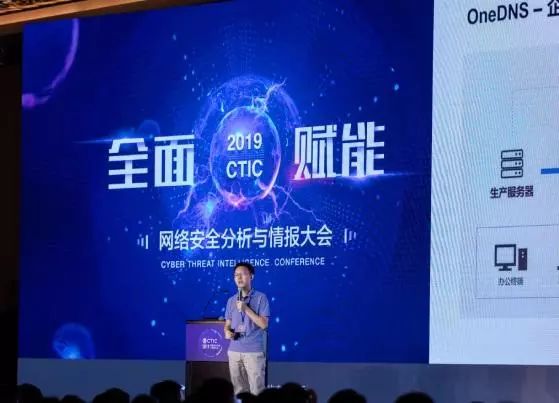 OneDNS – 企
2019
CTIC
全面 赋能
网络安全分析与情报大会
CYBER THREAT INTELLIGENCE CONFERENCE
生产服务器
办公终端
CTIC